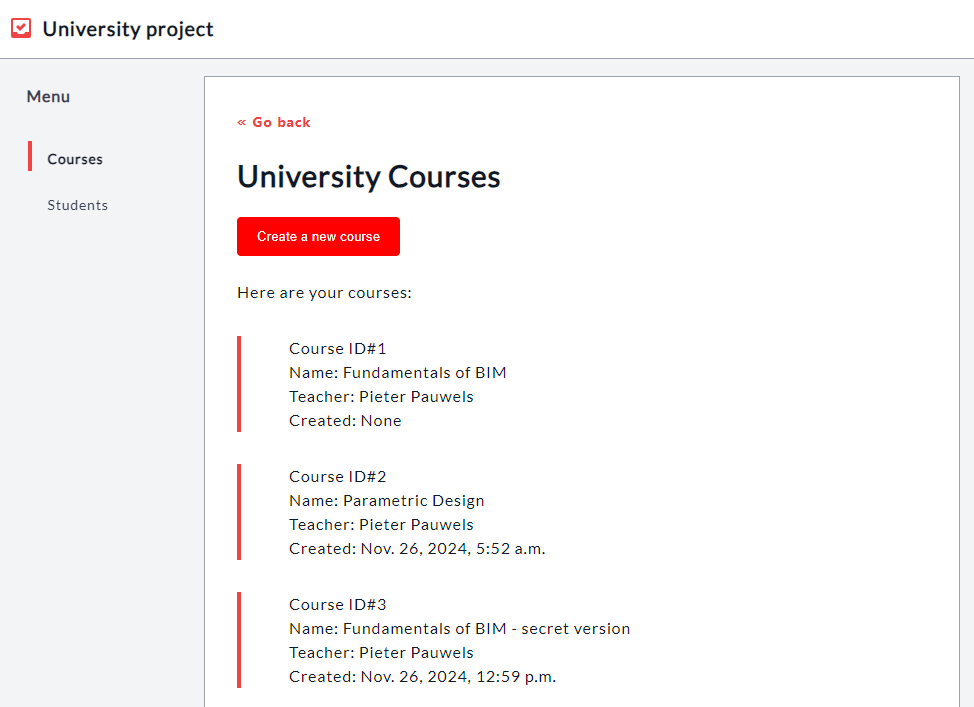 University project
Menu
Courses
Students
« Go back
University Courses
Create a new course
Here are your courses:
Course ID#1
Name: Fundamentals of BIM
Teacher: Pieter Pauwels
Created: None
Course ID#2
Name: Parametric Design
Teacher: Pieter Pauwels
Created: Nov. 26, 2024, 5:52 a.m.
Course ID#3
Name: Fundamentals of BIM - secret version
Teacher: Pieter Pauwels
Created: Nov. 26, 2024, 12:59 p.m.